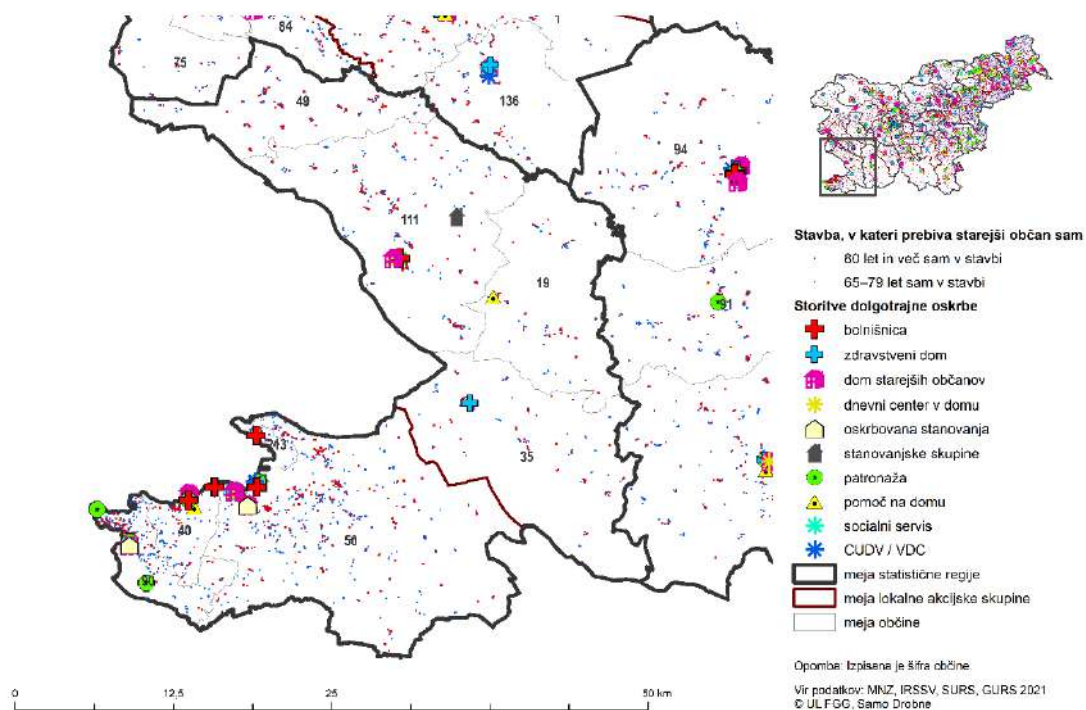 64
1
75
49
136
94
111
19
91
43
35
40
56
90
0
12,5
25
50 km
Stavba, v kateri prebiva starejši občan sam
80 let in več sam v stavbi
65–79 let sam v stavbi
Storitve dolgotrajne oskrbe
bolnišnica
zdravstveni dom
dom starejših občanov
dnevni center v domu
oskrbovana stanovanja
stanovanjske skupine
patronaža
pomoč na domu
socialni servis
CUDV / VDC
meja statistične regije
meja lokalne akcijske skupine
meja občine
Opomba: Izpisana je šifra občine
Vir podatkov: MNZ, IRSSV, SURS, GURS 2021
© UL FGG, Samo Drobne